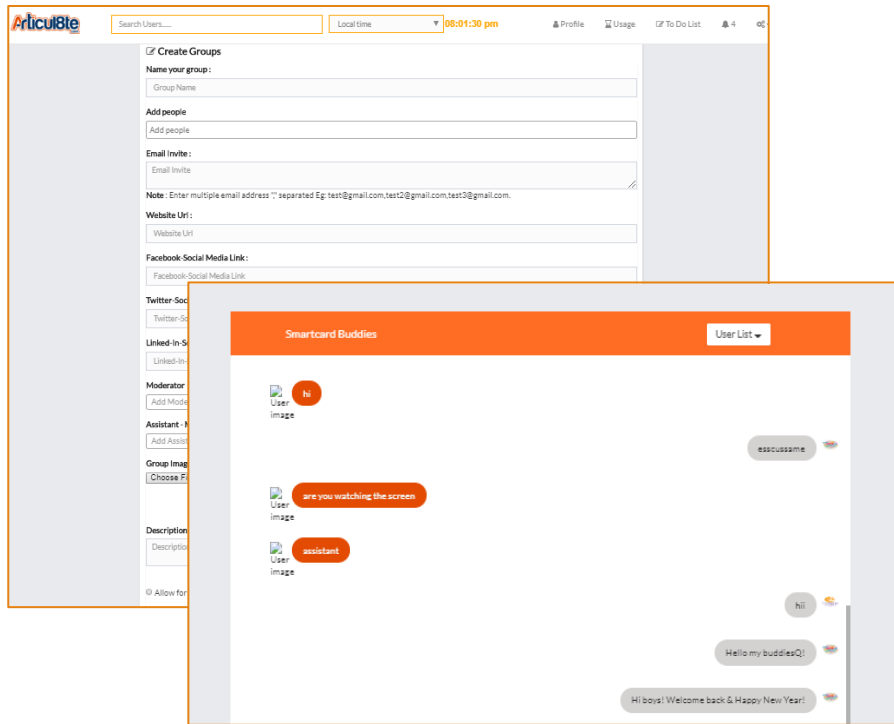 Articul8te
Search Users.....
Local time
08:01:30 pm
Profile
Usage
To Do List
4
Create Groups
Name your group :
Group Name
Add people
Add people
Email Invite :
Email Invite
Note : Enter multiple email address "," separated Eg: test@gmail.com,test2@gmail.com,test3@gmail.com.
Website Url :
Website Url
Facebook-Social Media Link :
Facebook-Social Media Link
Twitter-Soc
Twitter-So
Linked-In-S
Linked-In-
Moderator
Add Mode
Assistant - M
Add Assist
Group Imag
Choose Fi
Description
Descriptio
Allow for
Smartcard Buddies
User List
User image
hi
esscussame
User image
are you watching the screen
User image
assistant
hii
Hello my buddiesQ!
Hi boys! Welcome back & Happy New Year!